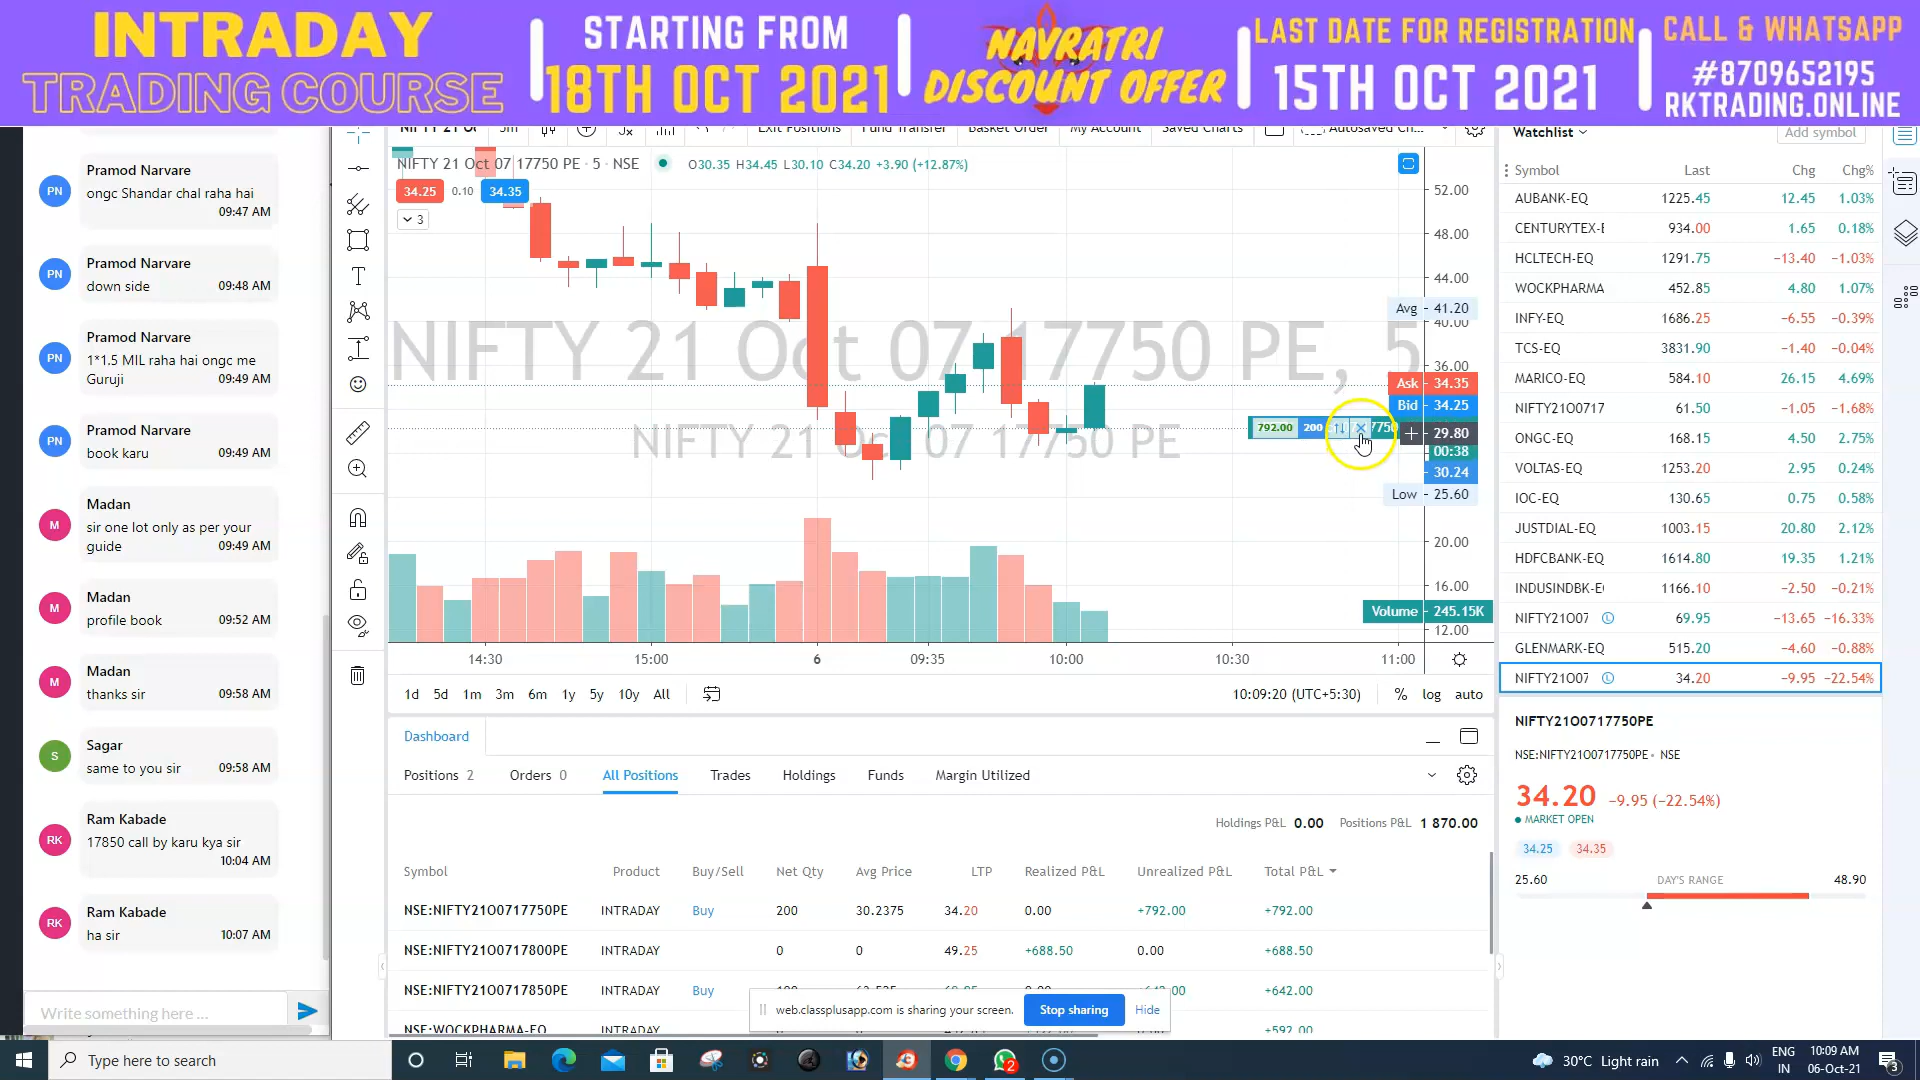 INTRADAY
TRADING COURSE
STARTING FROM
18TH OCT 2021
NAVRATRI
DISCOUNT OFFER
LAST DATE FOR REGISTRATION
15TH OCT 2021
CALL & WHATSAPP
#8709652195
RKTRADING.ONLINE
PN
Pramod Narvare
ongc Shandar chal raha hai
09:47 AM
PN
Pramod Narvare
down side
09:48 AM
PN
Pramod Narvare
1*1.5 MIL raha hai ongc me
Guruji
09:49 AM
PN
Pramod Narvare
book karu
09:49 AM
M
Madan
sir one lot only as per your
guide
09:49 AM
M
Madan
profile book
09:52 AM
M
Madan
thanks sir
09:58 AM
S
Sagar
same to you sir
09:58 AM
RK
Ram Kabade
17850 call by karu kya sir
10:04 AM
RK
Ram Kabade
ha sir
10:07 AM
Write something here ...
NIFTY 21 O
5m
Exit Positions
Fund Transfer
Basket Order
My Account
Saved Charts
Autosaved Ch...
NIFTY 21 Oct 07 17750 PE · 5 · NSE
O30.35 H34.45 L30.10 C34.20 +3.90 (+12.87%)
34.25
0.10
34.35
3
NIFTY 21 Oct 07 17750 PE, 5
NIFTY 21 Oct 07 17750 PE
52.00
48.00
44.00
Avg - 41.20
40.00
36.00
Ask - 34.35
Bid - 34.25
792.00
200
29.80
00:38
30.24
Low - 25.60
20.00
16.00
Volume - 245.15K
12.00
14:30
15:00
6
09:35
10:00
10:30
11:00
1d 5d 1m 3m 6m 1y 5y 10y All
10:09:20 (UTC+5:30)
% log auto
Dashboard
Positions 2
Orders 0
All Positions
Trades
Holdings
Funds
Margin Utilized
Holdings P&L 0.00
Positions P&L 1 870.00
Symbol Product Buy/Sell Net Qty Avg Price LTP Realized P&L Unrealized P&L Total P&L
NSE:NIFTY21O0717750PE INTRADAY Buy 200 30.2375 34.20 0.00 +792.00 +792.00
NSE:NIFTY21O0717800PE INTRADAY 0 0 49.25 +688.50 0.00 +688.50
NSE:NIFTY21O0717850PE INTRADAY Buy +642.00
NSE:WOCKPHARMA-EQ INTRADAY +592.00
web.classplusapp.com is sharing your screen.
Stop sharing
Hide
Watchlist
Add symbol
Symbol Last Chg Chg%
AUBANK-EQ 1225.45 12.45 1.03%
CENTURYTEX-E 934.00 1.65 0.18%
HCLTECH-EQ 1291.75 −13.40 −1.03%
WOCKPHARMA 452.85 4.80 1.07%
INFY-EQ 1686.25 −6.55 −0.39%
TCS-EQ 3831.90 −1.40 −0.04%
MARICO-EQ 584.10 26.15 4.69%
NIFTY21O0717 61.50 −1.05 −1.68%
ONGC-EQ 168.15 4.50 2.75%
VOLTAS-EQ 1253.20 2.95 0.24%
IOC-EQ 130.65 0.75 0.58%
JUSTDIAL-EQ 1003.15 20.80 2.12%
HDFCBANK-EQ 1614.80 19.35 1.21%
INDUSINDBK-E 1166.10 −2.50 −0.21%
NIFTY21O07 L 69.95 −13.65 −16.33%
GLENMARK-EQ 515.20 −4.60 −0.88%
NIFTY21O07 L 34.20 −9.95 −22.54%
NIFTY21O0717750PE
NSE:NIFTY21O0717750PE • NSE
34.20 −9.95 (−22.54%)
MARKET OPEN
34.25
34.35
25.60 DAY'S RANGE 48.90
Type here to search
2
30°C Light rain
ENG
IN
10:09 AM
06-Oct-21
3